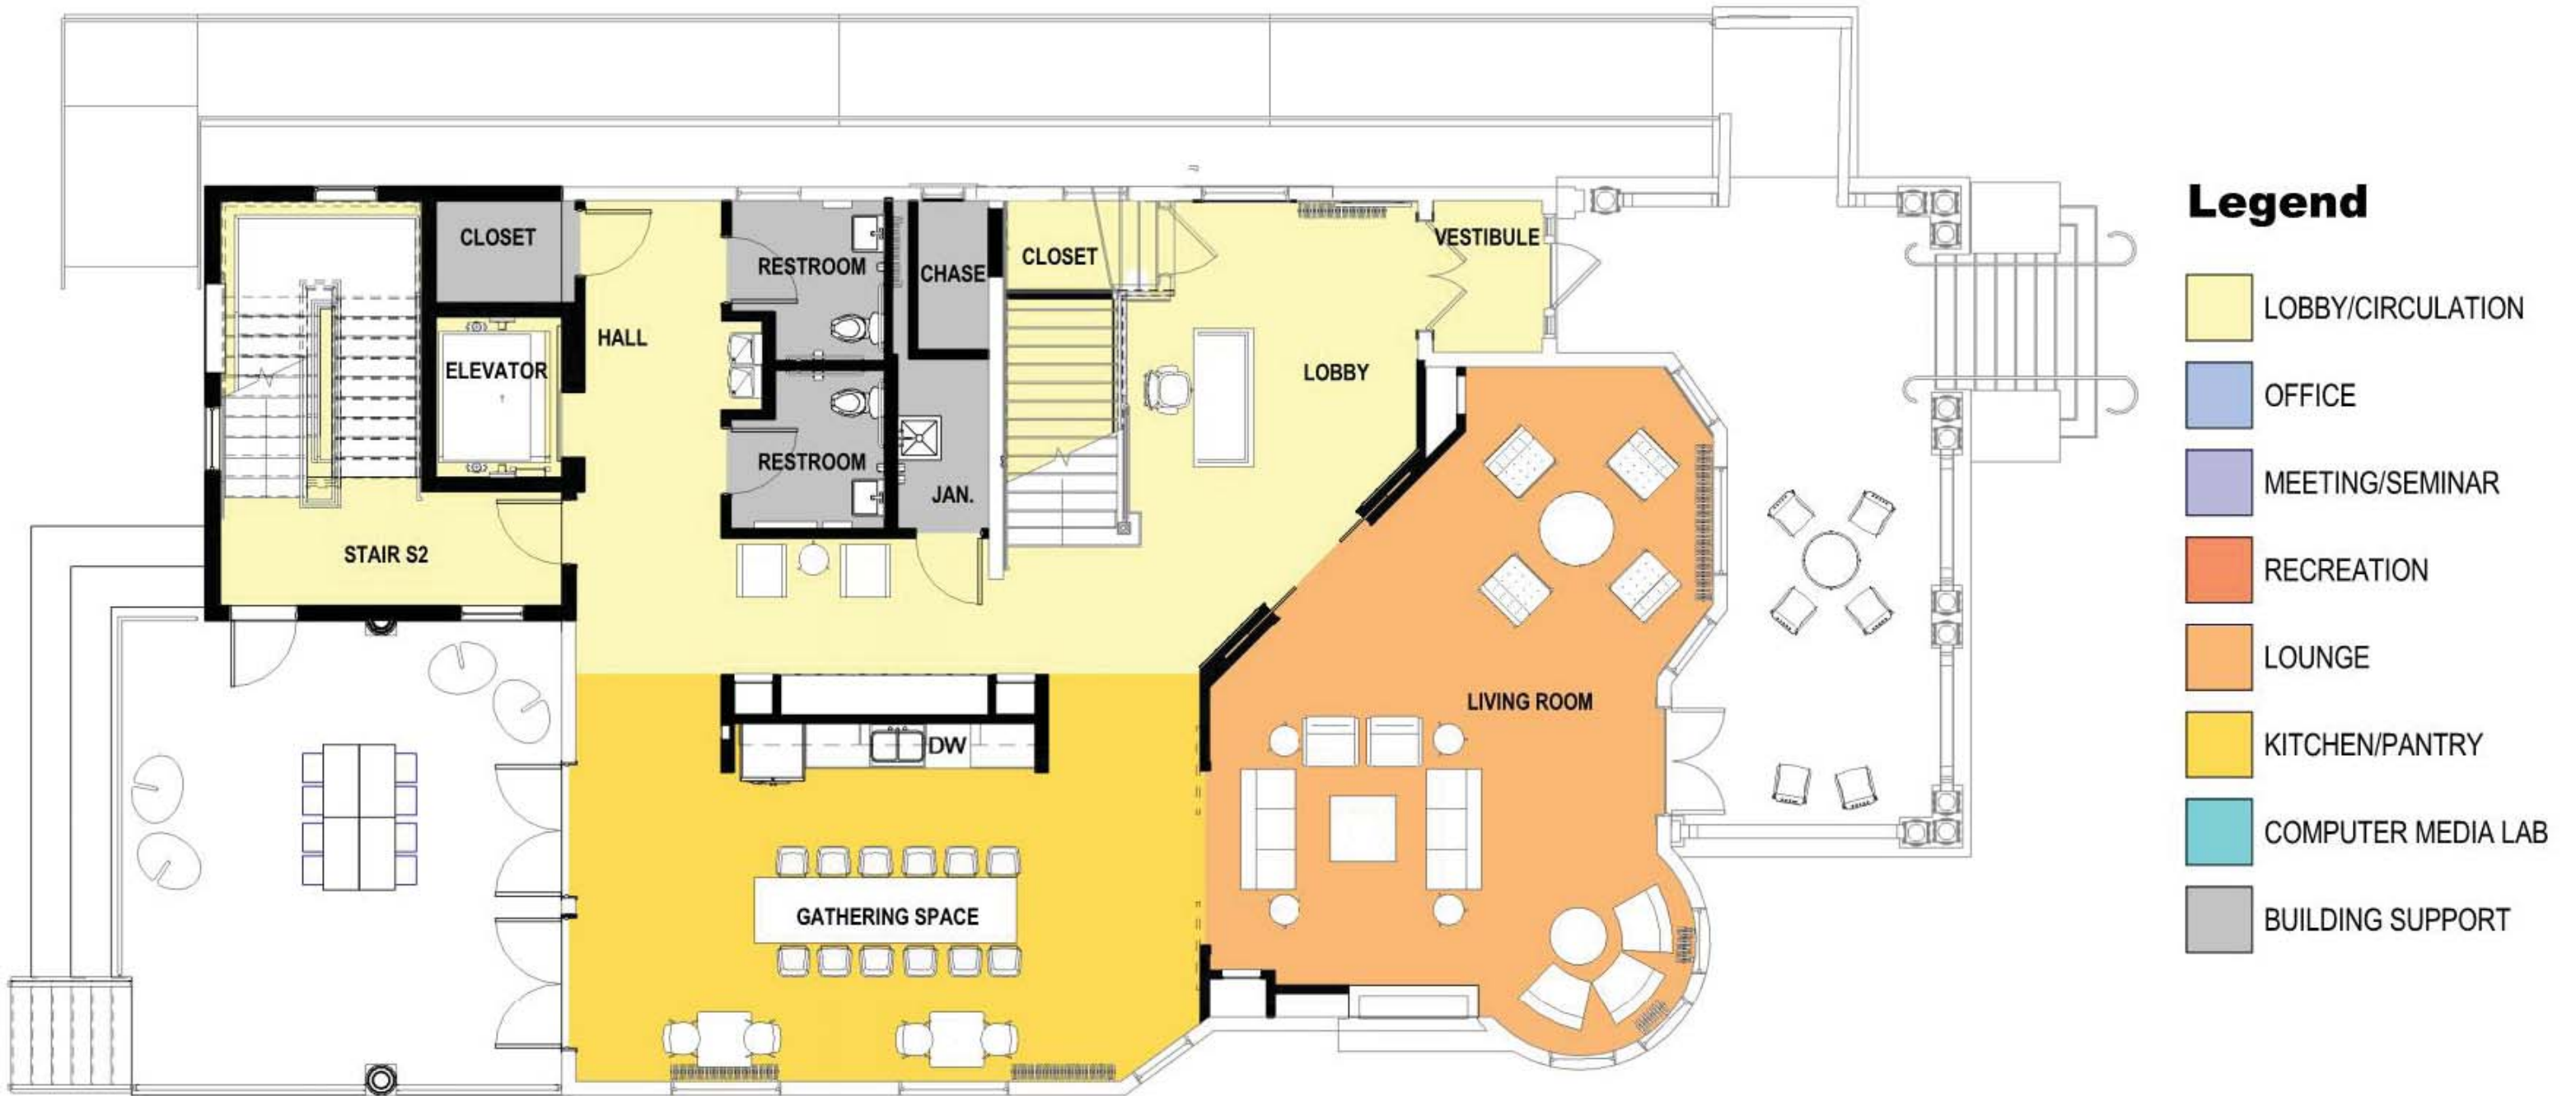 CLOSET
RESTROOM
CHASE
CLOSET
VESTIBULE
HALL
ELEVATOR
LOBBY
RESTROOM
JAN.
STAIR S2
LIVING ROOM
DW
GATHERING SPACE
Legend
LOBBY/CIRCULATION
OFFICE
MEETING/SEMINAR
RECREATION
LOUNGE
KITCHEN/PANTRY
COMPUTER MEDIA LAB
BUILDING SUPPORT